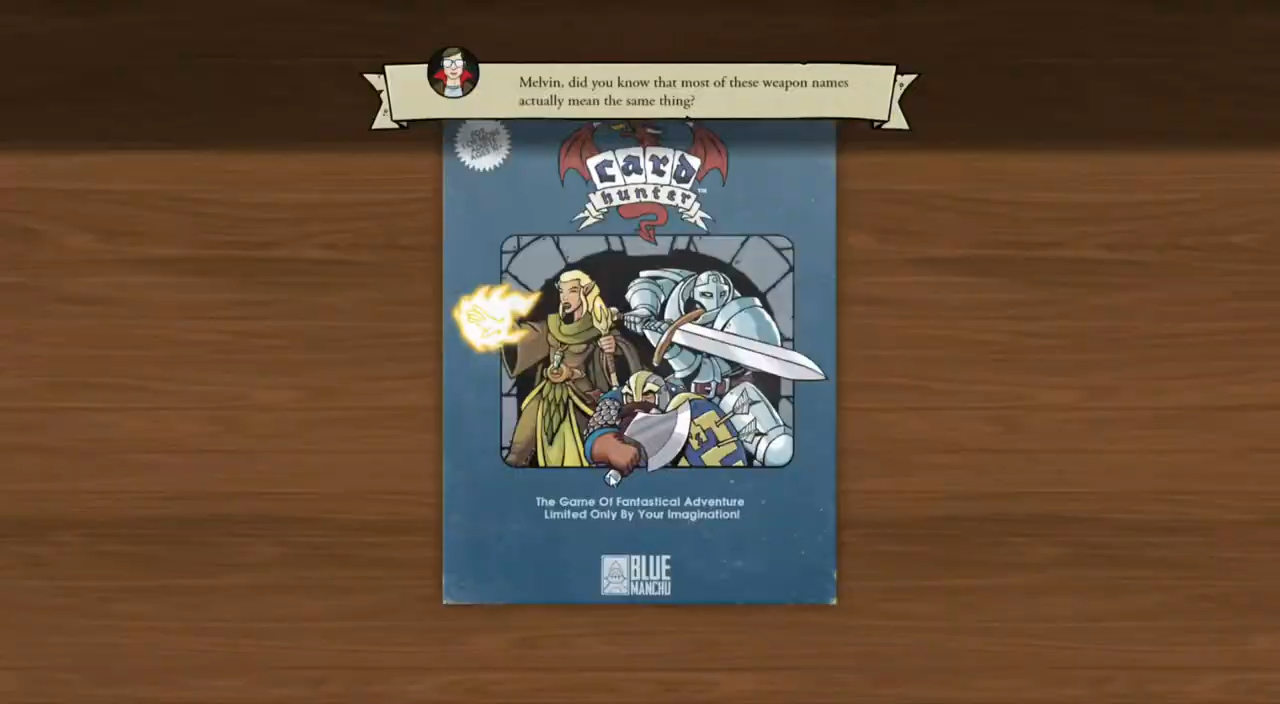 Melvin, did you know that most of these weapon names
actually mean the same thing?
card
hunter™
The Game Of Fantastical Adventure
Limited Only By Your Imagination!
BLUE
MANCHU